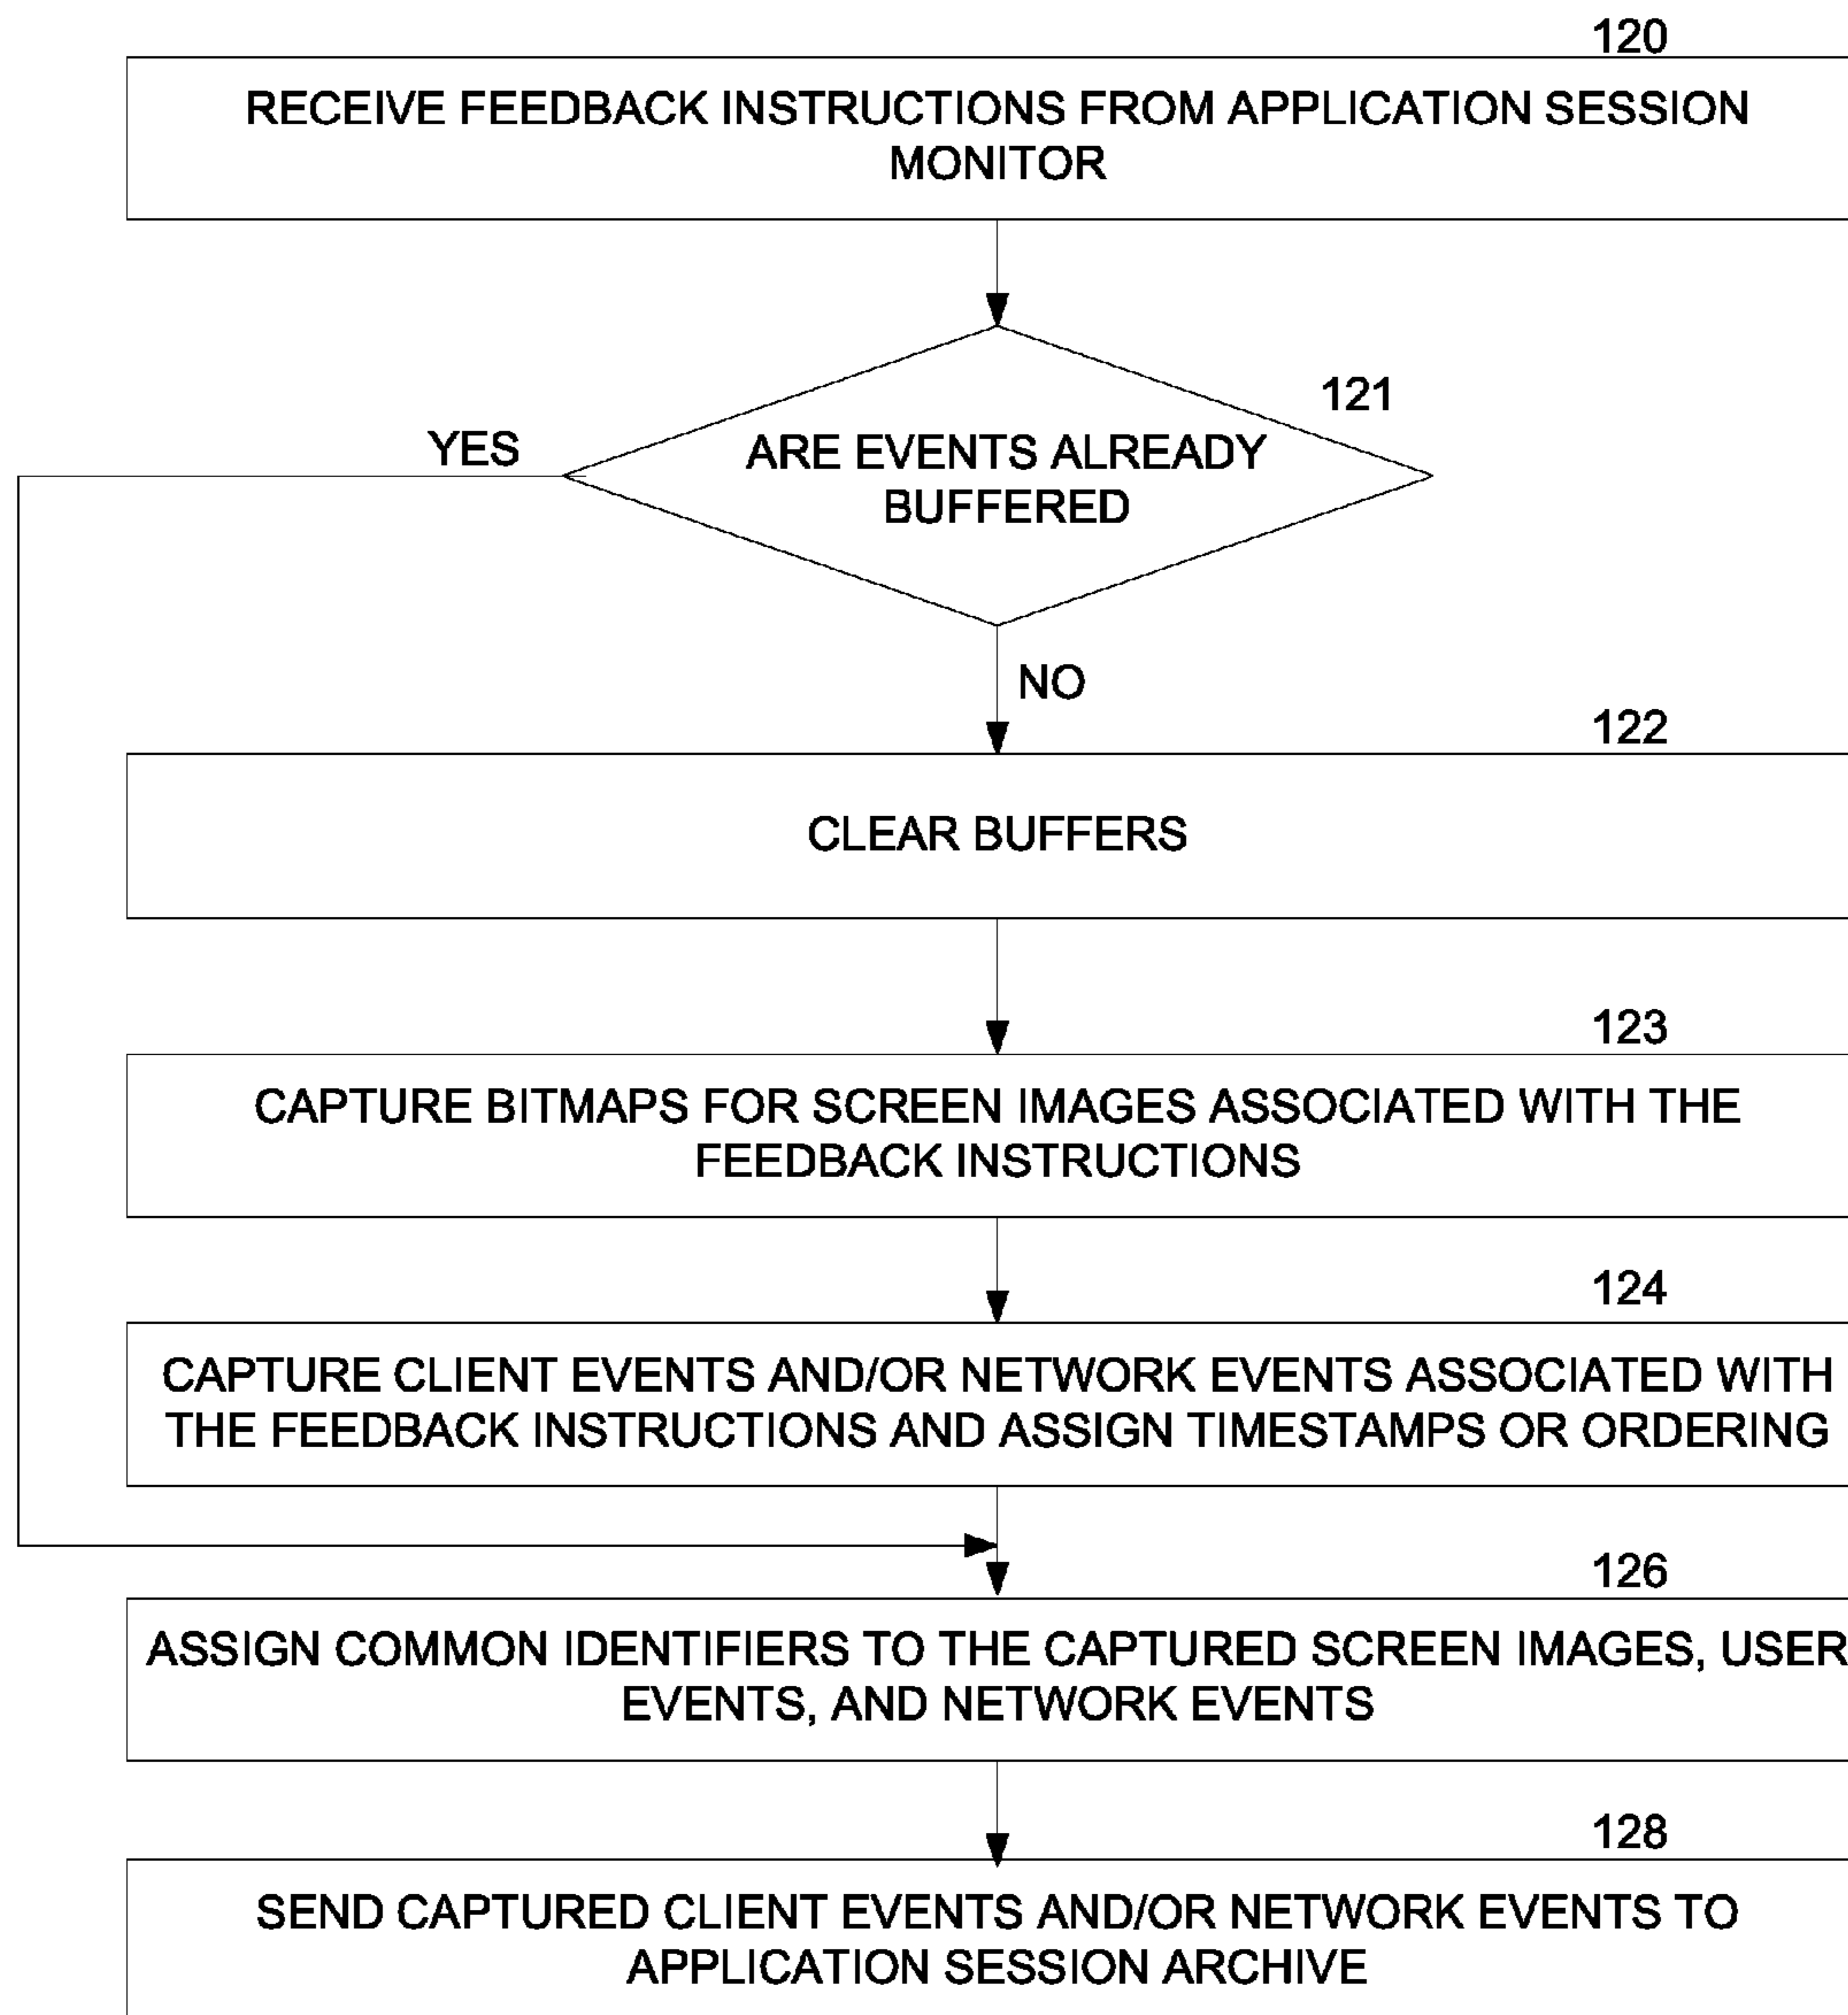 120
RECEIVE FEEDBACK INSTRUCTIONS FROM APPLICATION SESSION
MONITOR
121
YES
ARE EVENTS ALREADY
BUFFERED
NO
122
CLEAR BUFFERS
123
CAPTURE BITMAPS FOR SCREEN IMAGES ASSOCIATED WITH THE
FEEDBACK INSTRUCTIONS
124
CAPTURE CLIENT EVENTS AND/OR NETWORK EVENTS ASSOCIATED WITH
THE FEEDBACK INSTRUCTIONS AND ASSIGN TIMESTAMPS OR ORDERING
126
ASSIGN COMMON IDENTIFIERS TO THE CAPTURED SCREEN IMAGES, USER
EVENTS, AND NETWORK EVENTS
128
SEND CAPTURED CLIENT EVENTS AND/OR NETWORK EVENTS TO
APPLICATION SESSION ARCHIVE